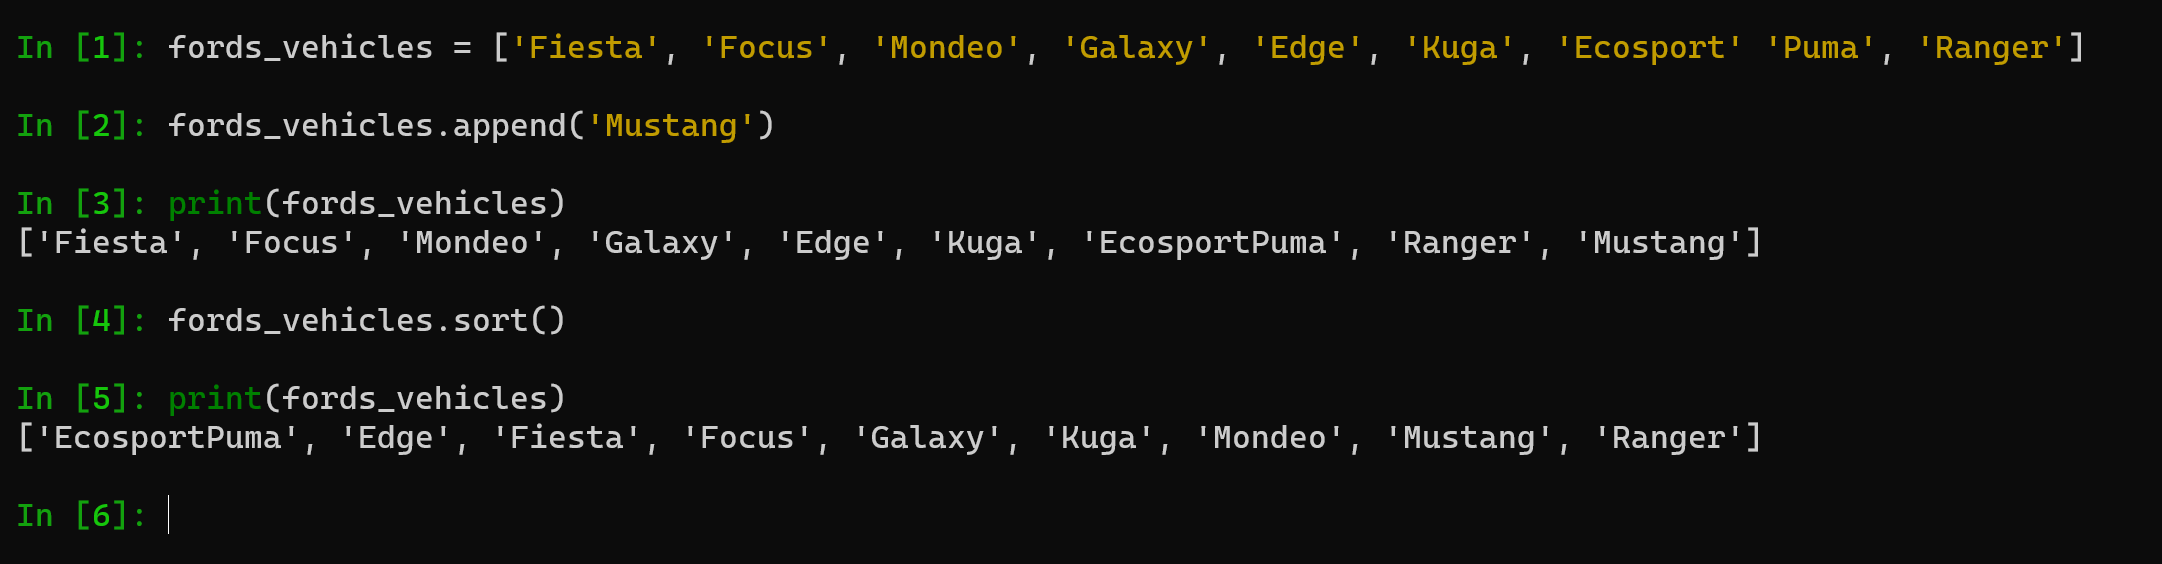 In [1]: fords_vehicles = ['Fiesta', 'Focus', 'Mondeo', 'Galaxy', 'Edge', 'Kuga', 'Ecosport' 'Puma', 'Ranger']
In [2]: fords_vehicles.append('Mustang')
In [3]: print(fords_vehicles)
['Fiesta', 'Focus', 'Mondeo', 'Galaxy', 'Edge', 'Kuga', 'EcosportPuma', 'Ranger', 'Mustang']
In [4]: fords_vehicles.sort()
In [5]: print(fords_vehicles)
['EcosportPuma', 'Edge', 'Fiesta', 'Focus', 'Galaxy', 'Kuga', 'Mondeo', 'Mustang', 'Ranger']
In [6]: